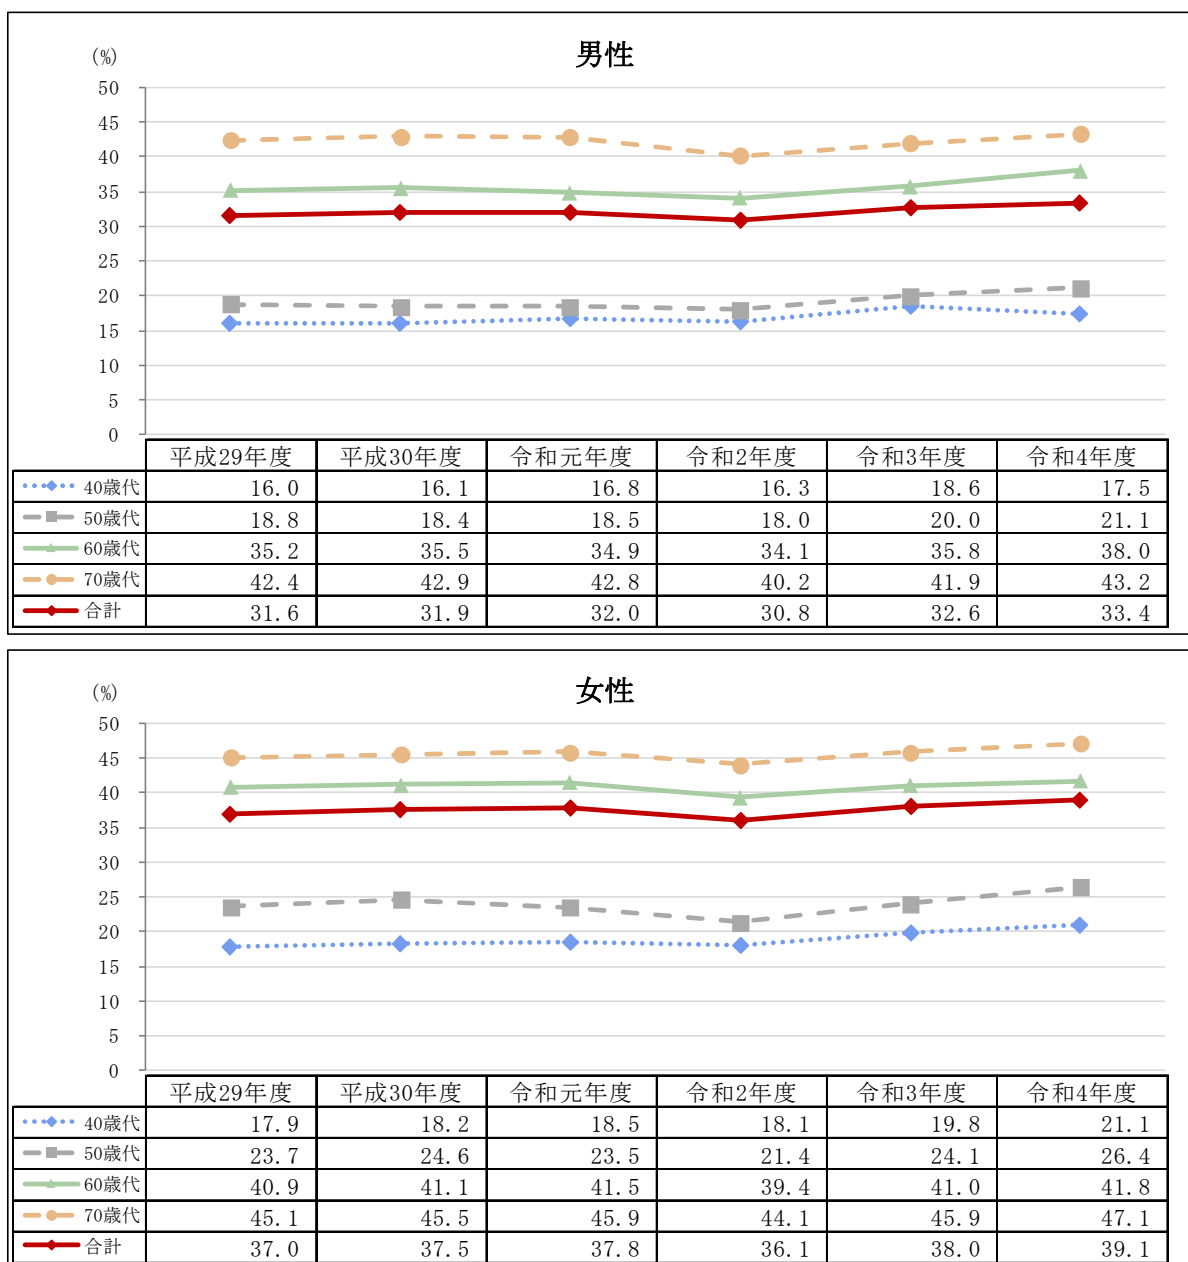 男性
(%)
50
45
40
35
30
25
20
15
10
5
0
平成29年度 平成30年度 令和元年度 令和2年度 令和3年度 令和4年度
40歳代 16.0 16.1 16.8 16.3 18.6 17.5
50歳代 18.8 18.4 18.5 18.0 20.0 21.1
60歳代 35.2 35.5 34.9 34.1 35.8 38.0
70歳代 42.4 42.9 42.8 40.2 41.9 43.2
合計 31.6 31.9 32.0 30.8 32.6 33.4
女性
(%)
50
45
40
35
30
25
20
15
10
5
0
平成29年度 平成30年度 令和元年度 令和2年度 令和3年度 令和4年度
40歳代 17.9 18.2 18.5 18.1 19.8 21.1
50歳代 23.7 24.6 23.5 21.4 24.1 26.4
60歳代 40.9 41.1 41.5 39.4 41.0 41.8
70歳代 45.1 45.5 45.9 44.1 45.9 47.1
合計 37.0 37.5 37.8 36.1 38.0 39.1